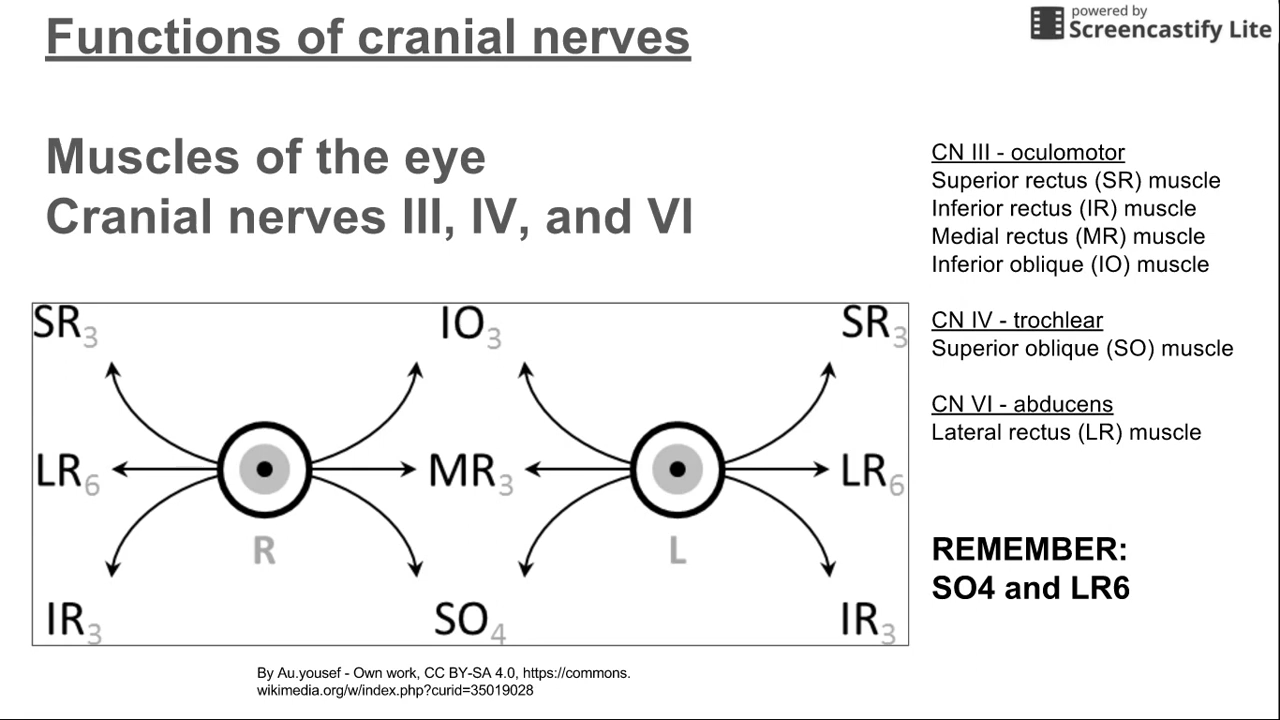 Functions of cranial nerves
powered by
Screencastify Lite
Muscles of the eye
Cranial nerves III, IV, and VI
CN III - oculomotor
Superior rectus (SR) muscle
Inferior rectus (IR) muscle
Medial rectus (MR) muscle
Inferior oblique (IO) muscle
CN IV - trochlear
Superior oblique (SO) muscle
CN VI - abducens
Lateral rectus (LR) muscle
REMEMBER:
SO4 and LR6
SR3 IO3 SR3
LR6 MR3 LR6
R L
IR3 SO4 IR3
By Au.yousef - Own work, CC BY-SA 4.0, https://commons.
wikimedia.org/w/index.php?curid=35019028